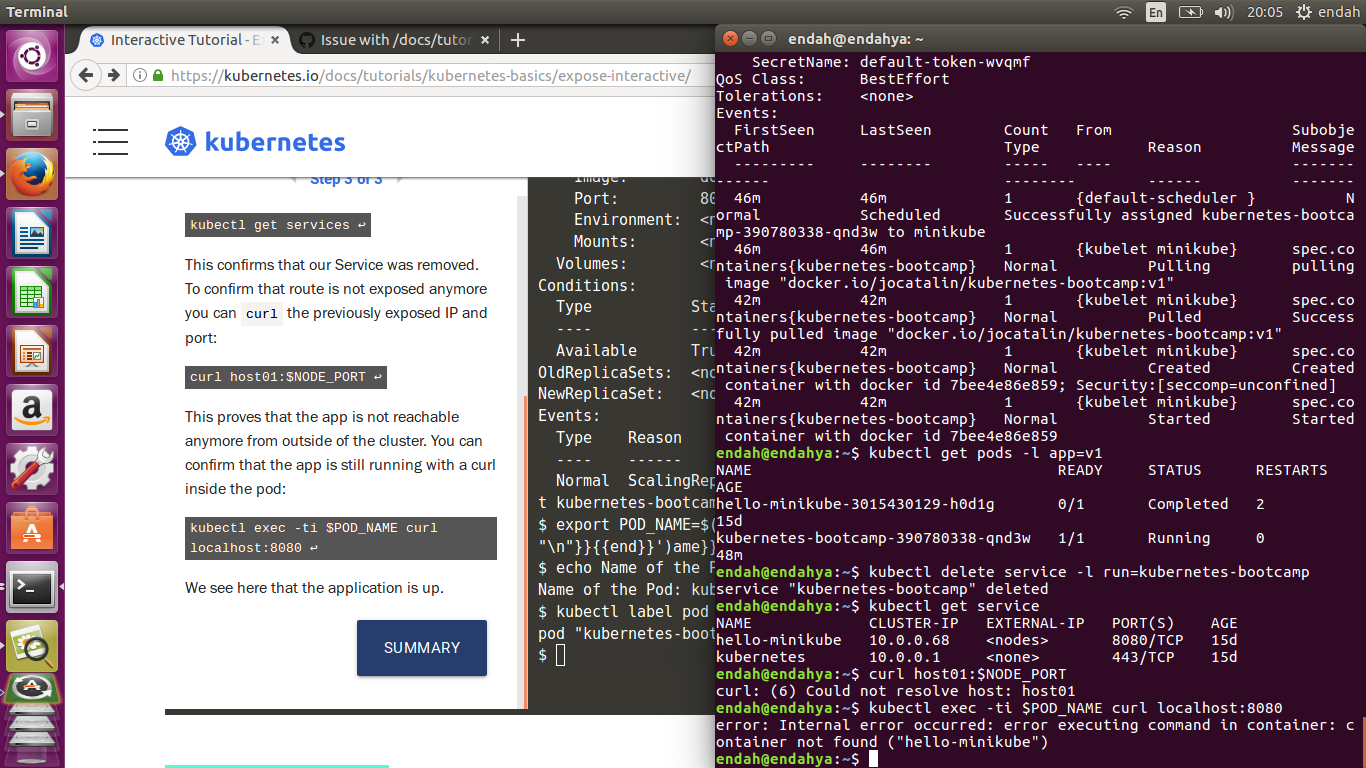 Terminal
En
20:05
endah
Interactive Tutorial - E
Issue with /docs/tutor
https://kubernetes.io/docs/tutorials/kubernetes-basics/expose-interactive/
kubernetes
Step 3 of 3
kubectl get services ↩
This confirms that our Service was removed.
To confirm that route is not exposed anymore
you can curl the previously exposed IP and
port:
curl host01:$NODE_PORT ↩
This proves that the app is not reachable
anymore from outside of the cluster. You can
confirm that the app is still running with a curl
inside the pod:
kubectl exec -ti $POD_NAME curl
localhost:8080 ↩
We see here that the application is up.
SUMMARY
Image: do
Port: 80
Environment: <n
Mounts: <n
Volumes: <n
Conditions:
Type Sta
---- ---
Available Tru
OldReplicaSets: <no
NewReplicaSet: <no
Events:
Type Reason
---- ------
Normal ScalingRep
t kubernetes-bootcam
$ export POD_NAME=$(
"\n"}}{{end}}')ame}}
$ echo Name of the P
Name of the Pod: kub
$ kubectl label pod
pod "kubernetes-boot
$
endah@endahya: ~
SecretName: default-token-wvqmf
QoS Class: BestEffort
Tolerations: <none>
Events:
FirstSeen LastSeen Count From Subobje
ctPath Type Reason Message
--------- -------- ----- ---- -------
------ -------- ------ -------
46m 46m 1 {default-scheduler } N
ormal Scheduled Successfully assigned kubernetes-bootca
mp-390780338-qnd3w to minikube
46m 46m 1 {kubelet minikube} spec.co
ntainers{kubernetes-bootcamp} Normal Pulling pulling
image "docker.io/jocatalin/kubernetes-bootcamp:v1"
42m 42m 1 {kubelet minikube} spec.co
ntainers{kubernetes-bootcamp} Normal Pulled Success
fully pulled image "docker.io/jocatalin/kubernetes-bootcamp:v1"
42m 42m 1 {kubelet minikube} spec.co
ntainers{kubernetes-bootcamp} Normal Created Created
container with docker id 7bee4e86e859; Security:[seccomp=unconfined]
42m 42m 1 {kubelet minikube} spec.co
ntainers{kubernetes-bootcamp} Normal Started Started
container with docker id 7bee4e86e859
endah@endahya:~$ kubectl get pods -l app=v1
NAME READY STATUS RESTARTS
AGE
hello-minikube-3015430129-h0d1g 0/1 Completed 2
15d
kubernetes-bootcamp-390780338-qnd3w 1/1 Running 0
48m
endah@endahya:~$ kubectl delete service -l run=kubernetes-bootcamp
service "kubernetes-bootcamp" deleted
endah@endahya:~$ kubectl get service
NAME CLUSTER-IP EXTERNAL-IP PORT(S) AGE
hello-minikube 10.0.0.68 <nodes> 8080/TCP 15d
kubernetes 10.0.0.1 <none> 443/TCP 15d
endah@endahya:~$ curl host01:$NODE_PORT
curl: (6) Could not resolve host: host01
endah@endahya:~$ kubectl exec -ti $POD_NAME curl localhost:8080
error: Internal error occurred: error executing command in container: c
ontainer not found ("hello-minikube")
endah@endahya:~$